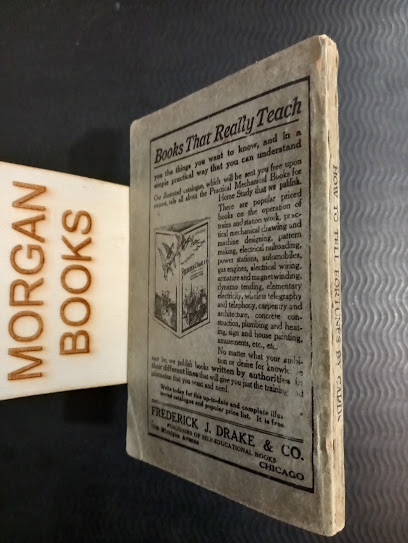 MORGAN
BOOKS
Books That Really Teach
you the things you want to know, and in a
simple practical way that you can understand
Our illustrated catalogue, which will be sent you free upon
request, tells all about the Practical Mechanical Books for
Home Study that we publish.
There are popular priced
books on the operation of
trains and station work, prac-
tical mechanical drawing and
machine designing, pattern
making, electrical railroading,
power stations, automobiles,
gas engines, electrical wiring,
armature and magnet winding,
dynamo tending, elementary
electricity, wireless telegraphy
and telephony, carpentry and
architecture, concrete con-
struction, plumbing and heat-
ing, sign and house painting,
amusements, etc., etc.
No matter what your ambi-
tion or desire for knowledge
may be, we publish books written by authorities in
their different lines that will give you just the training and
information that you want and need.
Write today for this up-to-date and complete illus-
trated catalogue and popular price list. It is free.
FREDERICK J. DRAKE & CO.
PUBLISHERS OF SELF-EDUCATIONAL BOOKS
Michigan Avenue
CHICAGO
HOW TO TELL FORTUNES BY CARDS